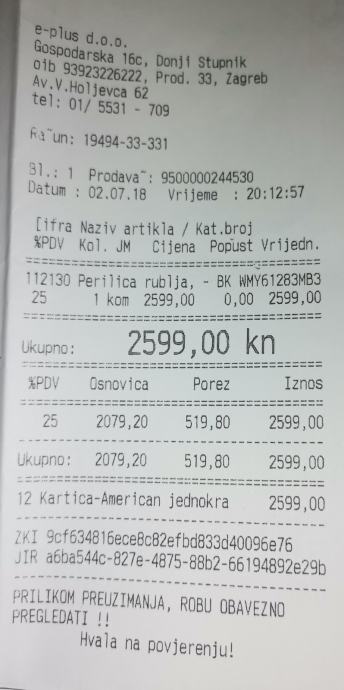 e-plus d.o.o.
Gospodarska 16c, Donji Stupnik
oib 93923226222, Prod. 33, Zagreb
Av.V.Holjevca 62
tel: 01/ 5531 - 709
Ra˜un: 19494-33-331
Bl.: 1 Prodava˜: 9500000244530
Datum : 02.07.18 Vrijeme : 20:12:57
[ifra Naziv artikla / Kat.broj
%PDV Kol. JM Cijena Popust Vrijedn.
112130 Perilica rublja, - BK WMY61283MB3
25 1 kom 2599,00 0,00 2599,00
Ukupno: 2599,00 kn
%PDV Osnovica Porez Iznos
25 2079,20 519,80 2599,00
Ukupno: 2079,20 519,80 2599,00
12 Kartica-American jednokra 2599,00
ZKI 9cf634816ece8c82efbd833d40096e76
JIR a6ba544c-827e-4875-88b2-66194892e29b
PRILIKOM PREUZIMANJA, ROBU OBAVEZNO
PREGLEDATI !!
Hvala na povjerenju!